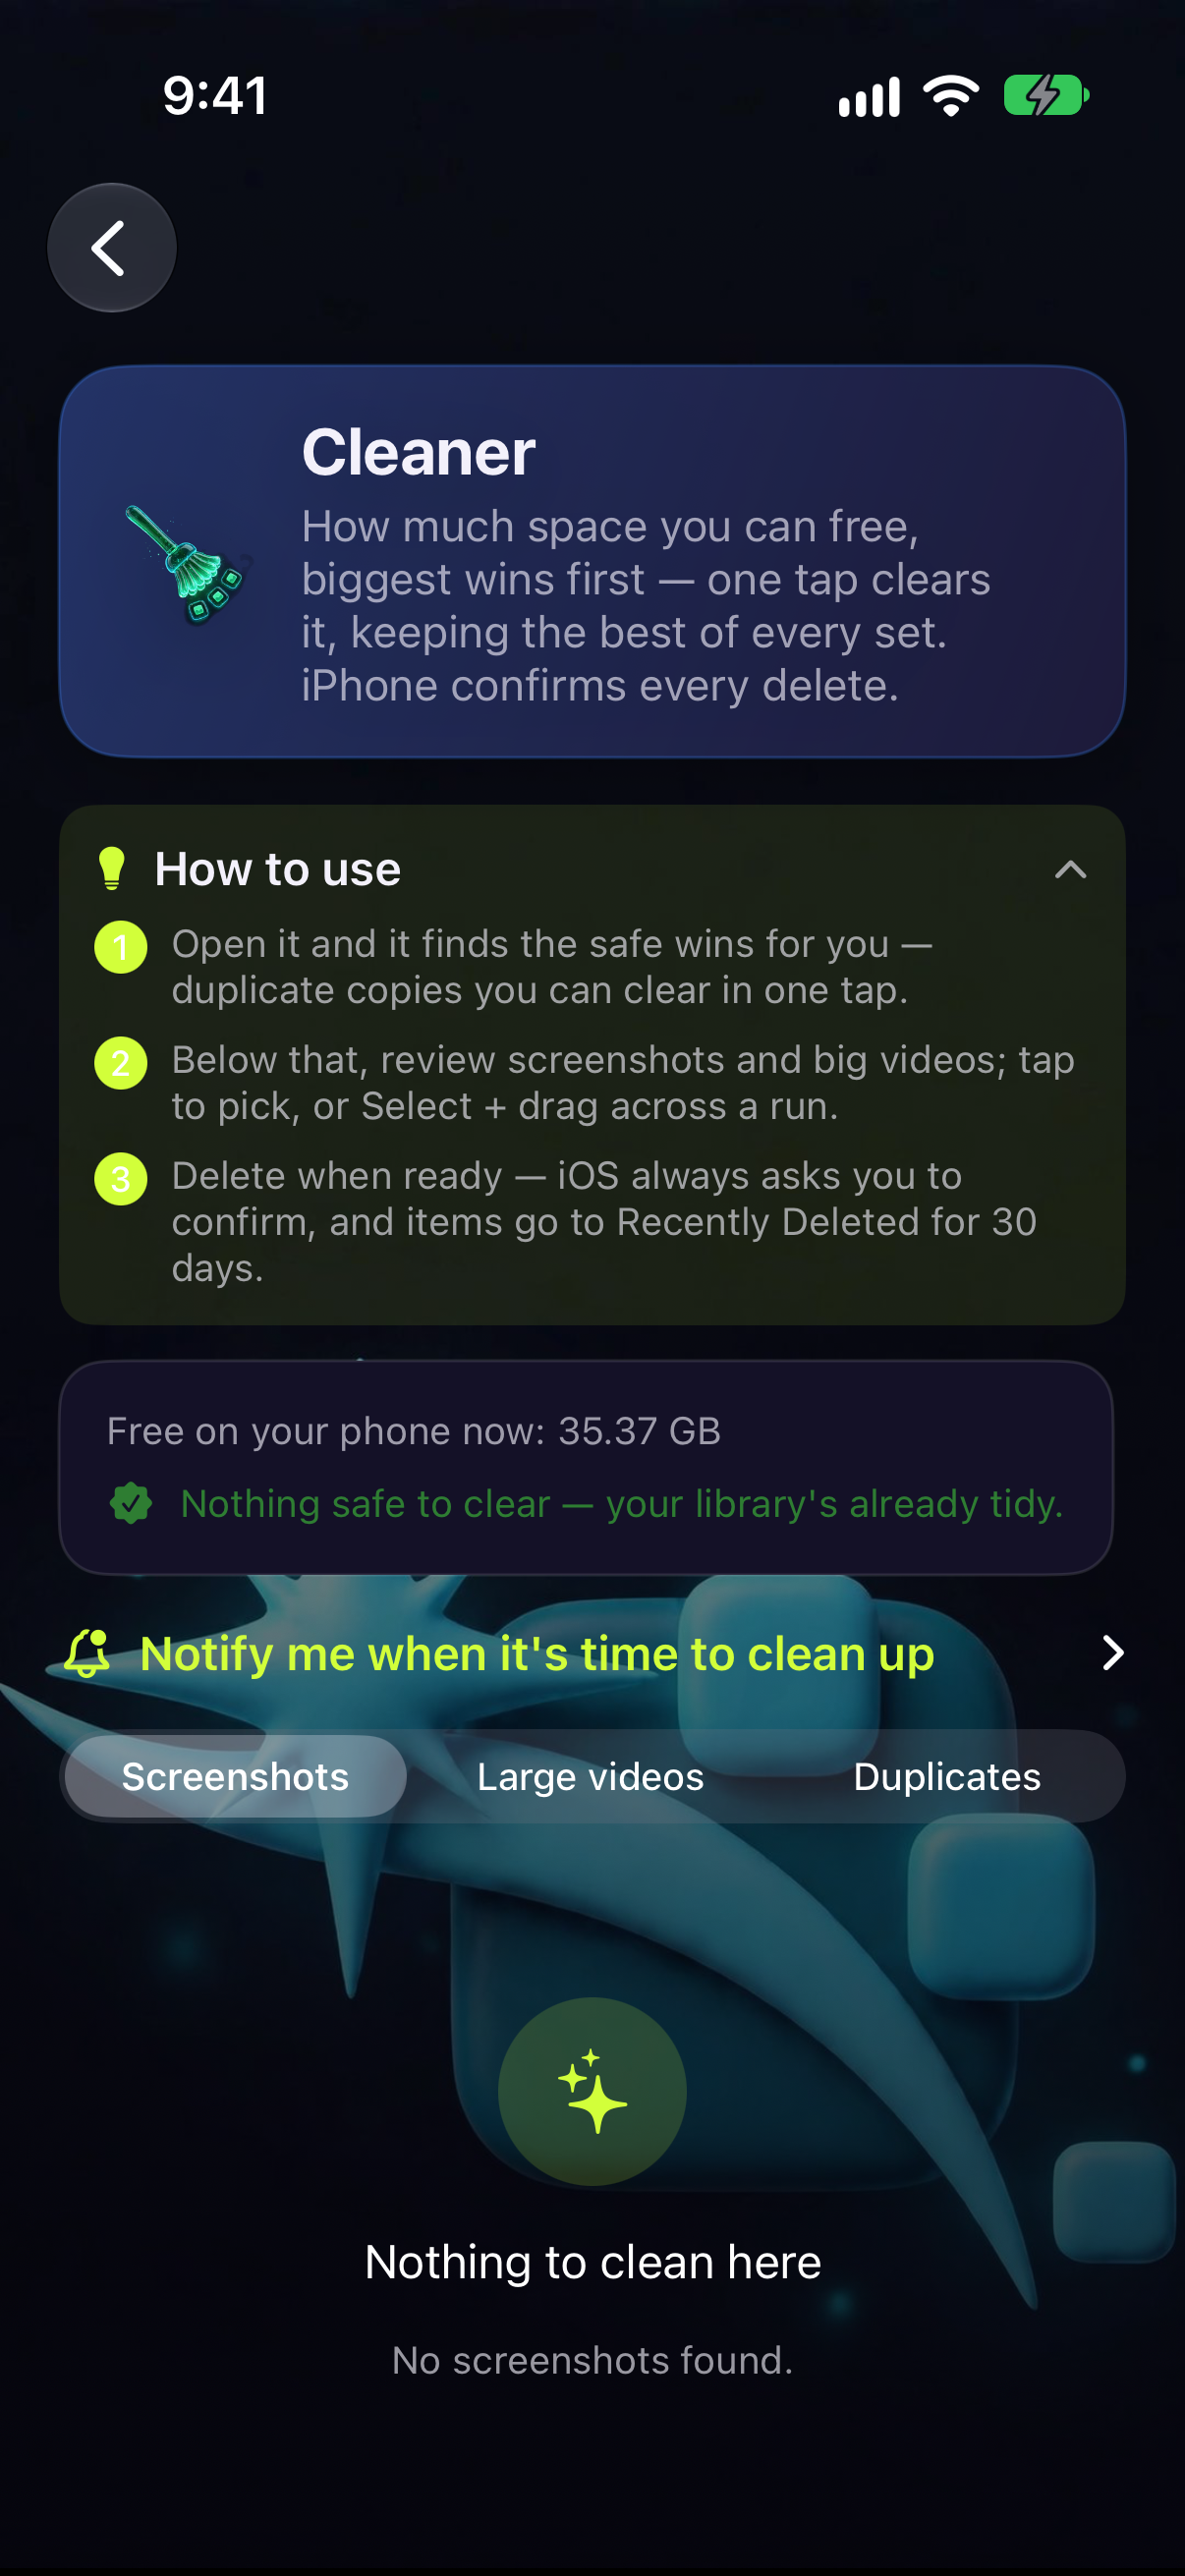 9:41
Cleaner
How much space you can free,
biggest wins first — one tap clears
it, keeping the best of every set.
iPhone confirms every delete.
How to use
1 Open it and it finds the safe wins for you —
duplicate copies you can clear in one tap.
2 Below that, review screenshots and big videos; tap
to pick, or Select + drag across a run.
3 Delete when ready — iOS always asks you to
confirm, and items go to Recently Deleted for 30
days.
Free on your phone now: 35.37 GB
Nothing safe to clear — your library's already tidy.
Notify me when it's time to clean up
Screenshots Large videos Duplicates
Nothing to clean here
No screenshots found.